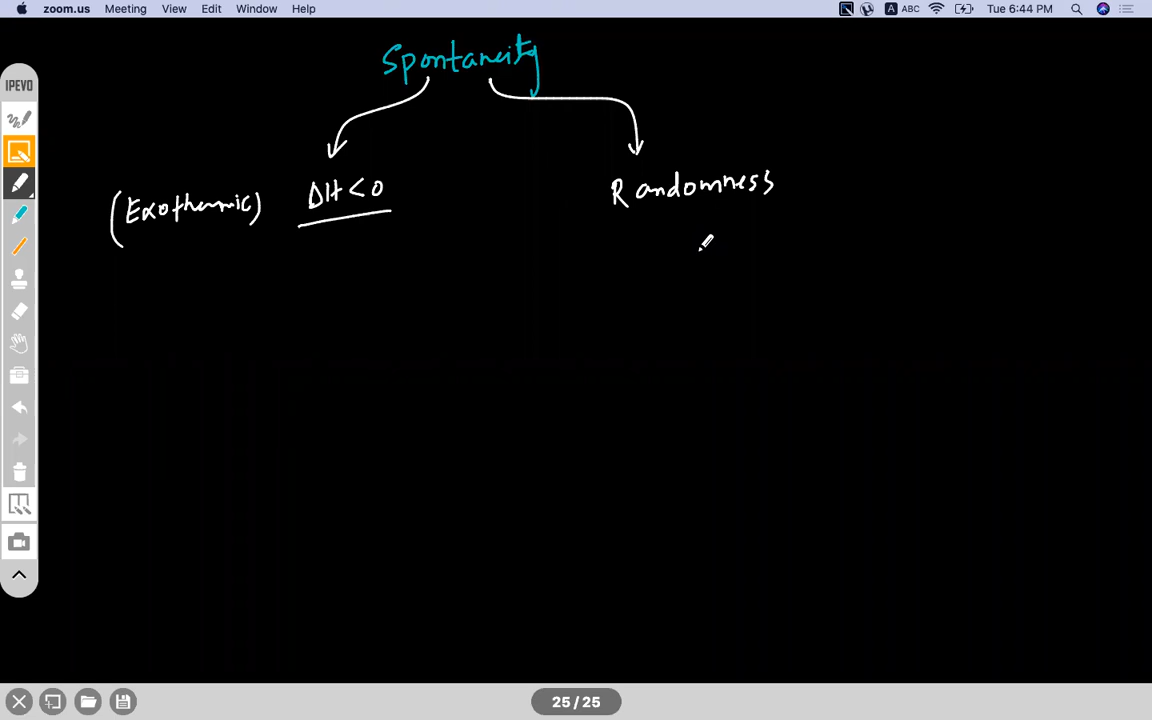 zoom.us Meeting View Edit Window Help A ABC Tue 6:44 PM
IPEVO
Spontaneity
(Exothermic) ΔH < 0
Randomness
25 / 25